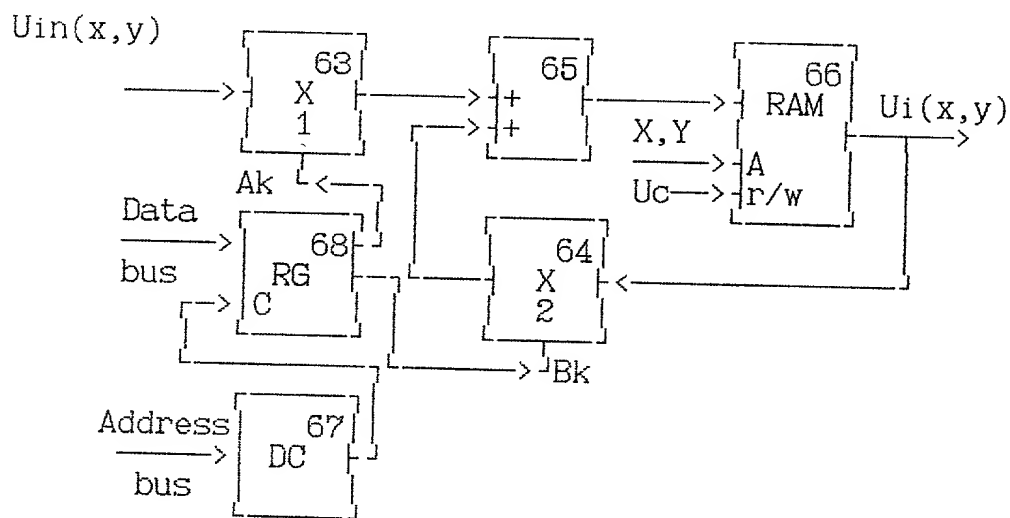 Uin(x,y)
63
X
1
65
+
+
66
RAM
Ui(x,y)
X,Y
A
Uc
r/w
Ak
Data
bus
68
RG
C
64
X
2
Bk
Address
bus
67
DC